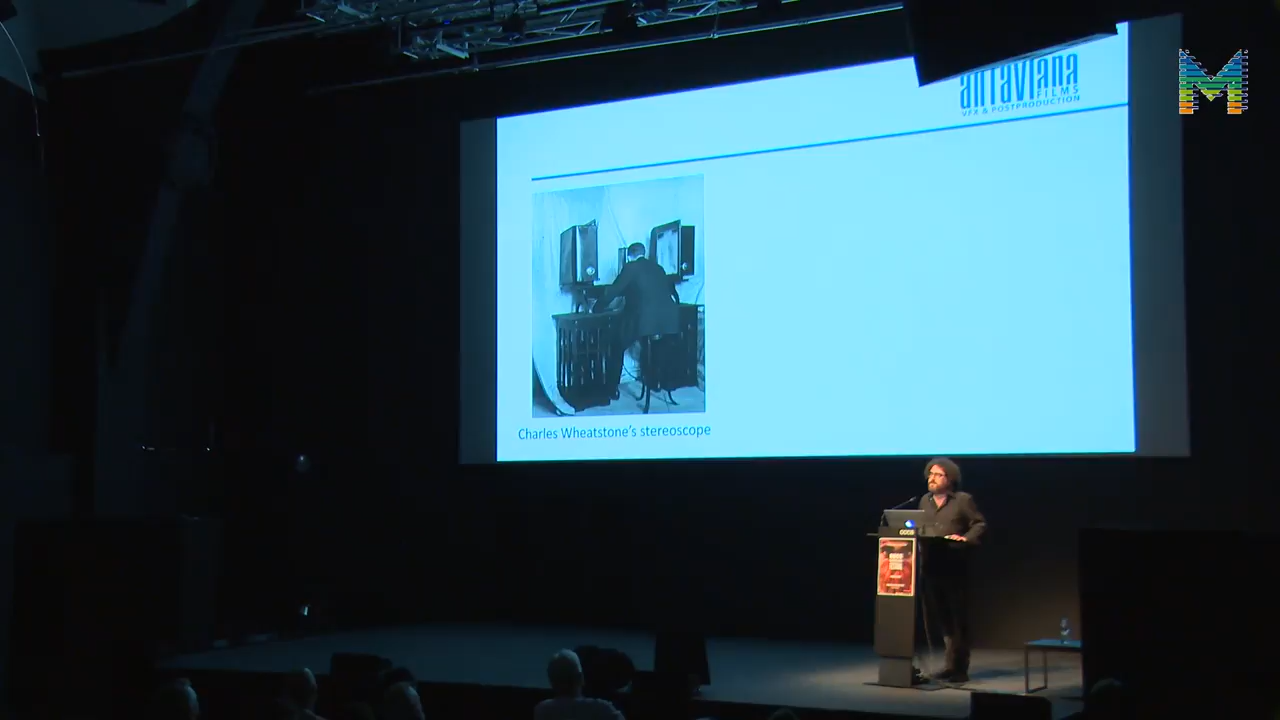 antaviana
FILMS
VFX & POSTPRODUCTION
M
Charles Wheatstone's stereoscope